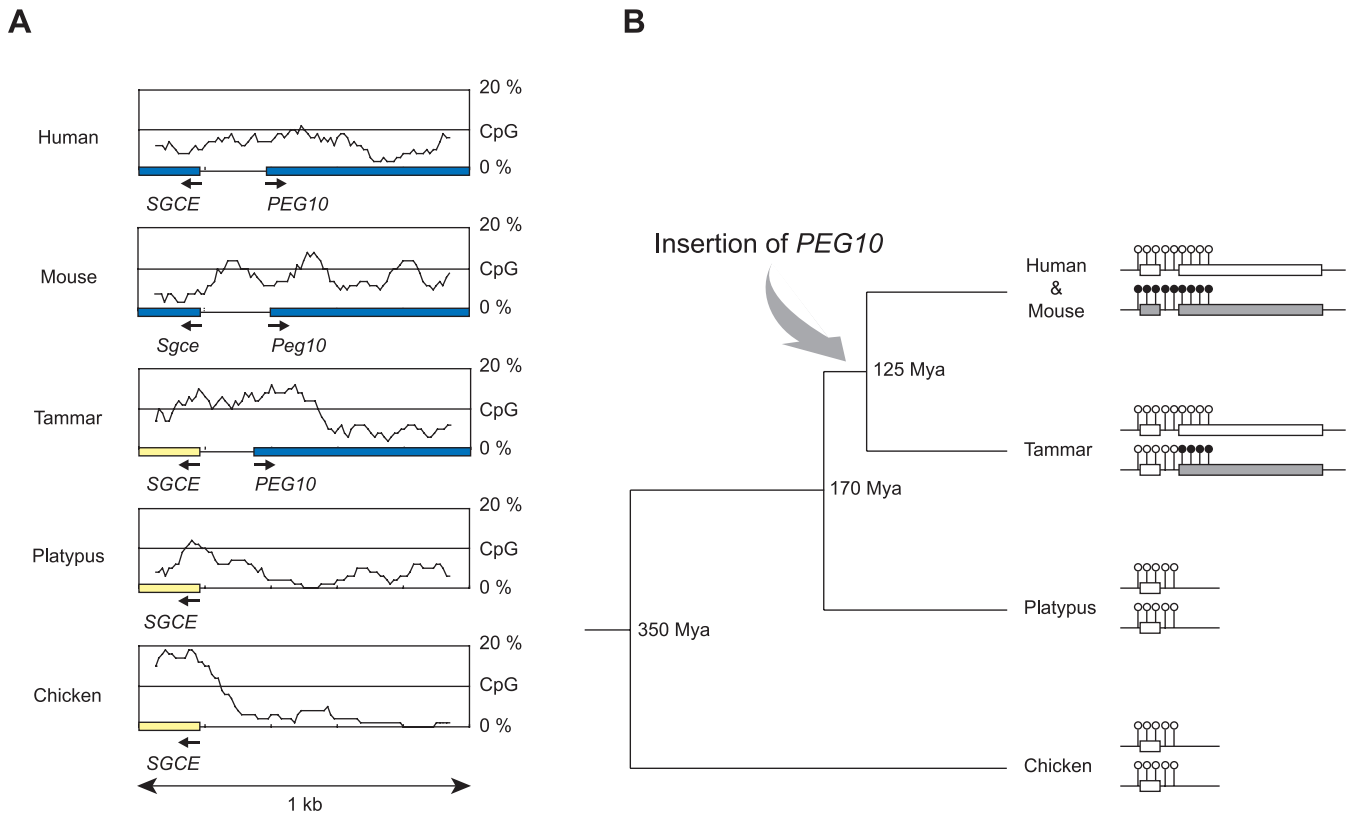 A
20 %
Human
CpG
0 %
SGCE
PEG10
20 %
Mouse
CpG
0 %
Sgce
Peg10
20 %
Tammar
CpG
0 %
SGCE
PEG10
20 %
Platypus
CpG
0 %
SGCE
20 %
Chicken
CpG
0 %
SGCE
1 kb
B
Insertion of PEG10
Human
&
Mouse
125 Mya
Tammar
170 Mya
Platypus
350 Mya
Chicken